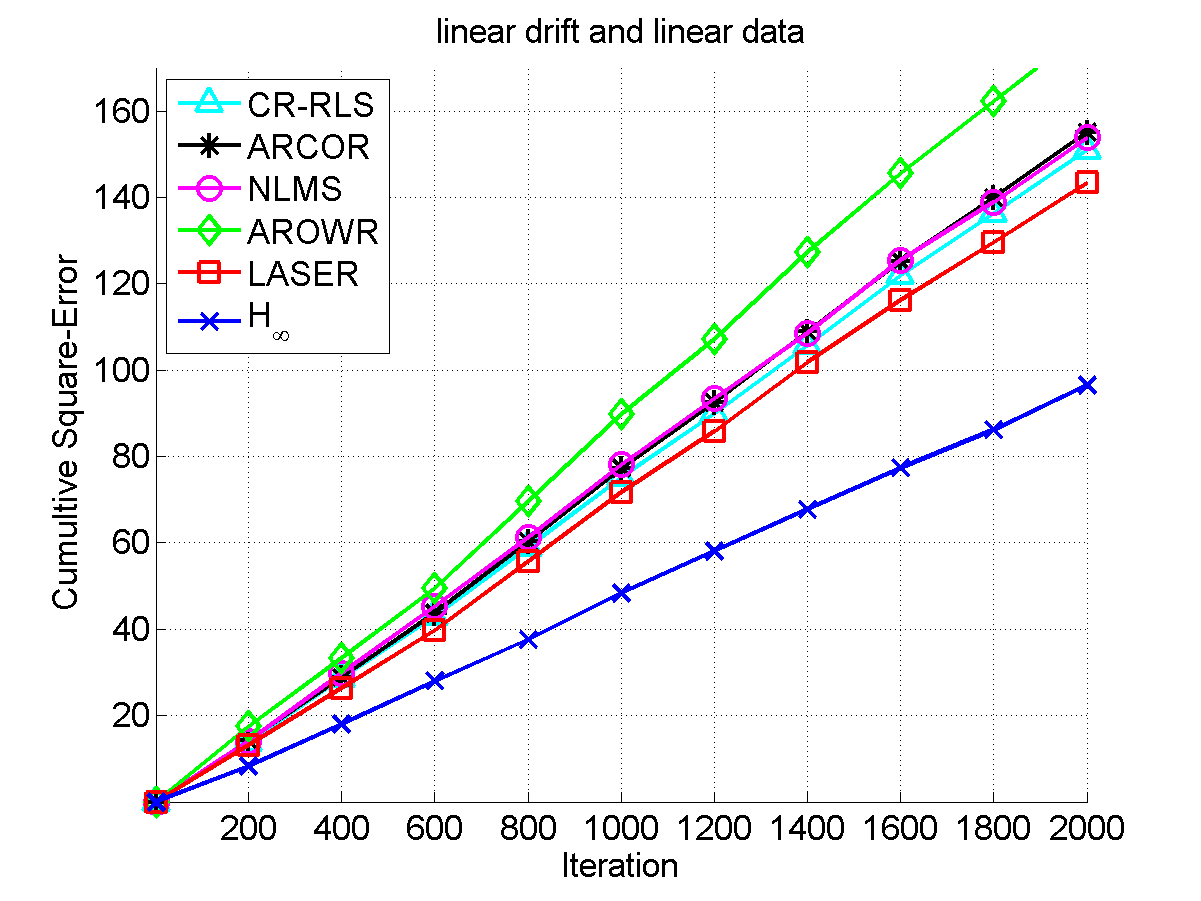 linear drift and linear data
CR-RLS
ARCOR
NLMS
AROWR
LASER
H∞
160
140
120
100
80
60
40
20
Cumultive Square-Error
200 400 600 800 1000 1200 1400 1600 1800 2000
Iteration